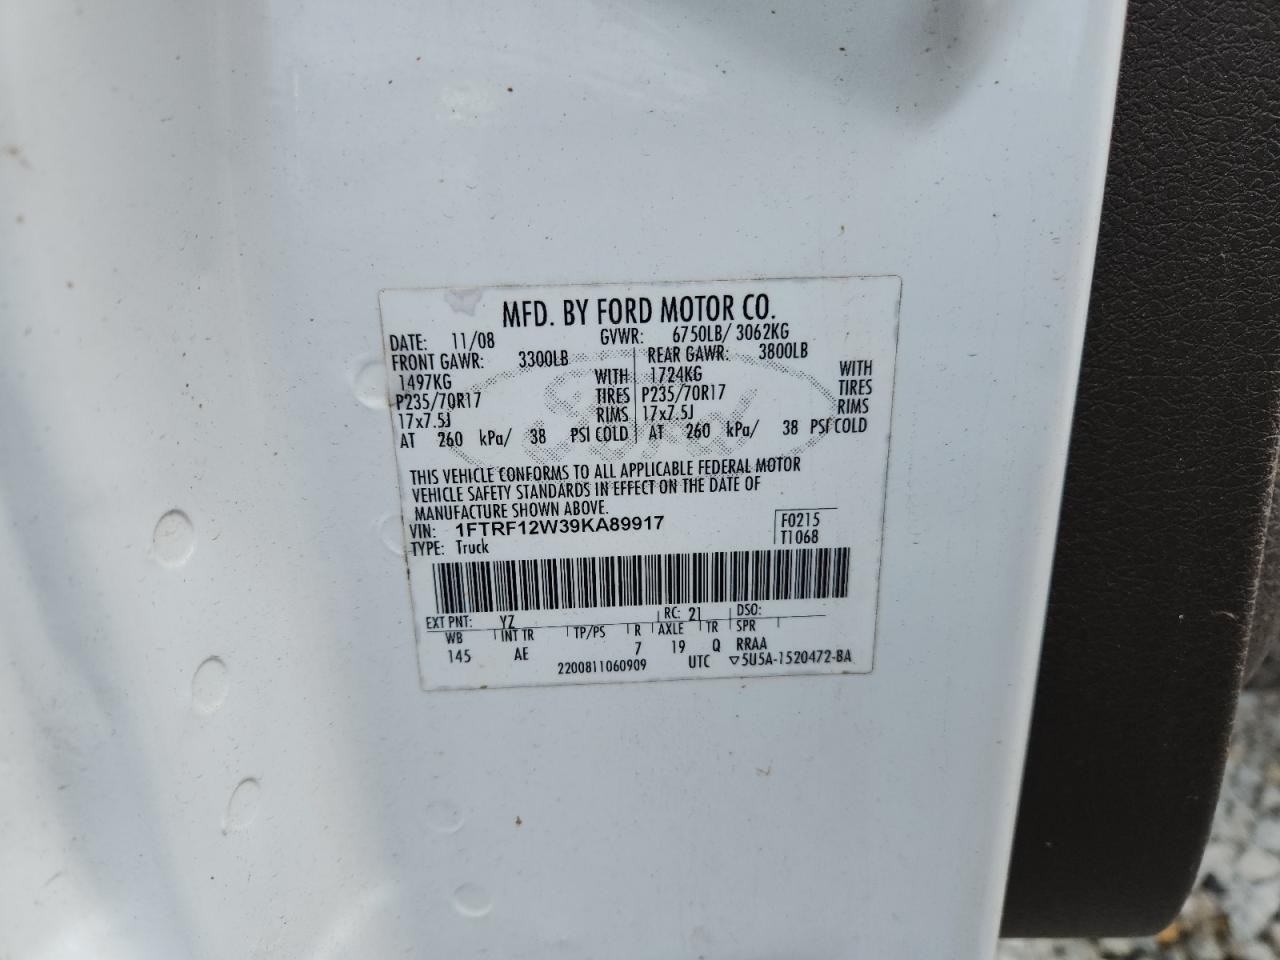 MFD. BY FORD MOTOR CO.
DATE: 11/08 GVWR: 6750LB/ 3062KG
FRONT GAWR: 3300LB REAR GAWR: 3800LB
1497KG WITH 1724KG WITH
P235/70R17 TIRES P235/70R17 TIRES
17x7.5J RIMS 17x7.5J RIMS
AT 260 kPa/ 38 PSI COLD AT 260 kPa/ 38 PSI COLD
THIS VEHICLE CONFORMS TO ALL APPLICABLE FEDERAL MOTOR
VEHICLE SAFETY STANDARDS IN EFFECT ON THE DATE OF
MANUFACTURE SHOWN ABOVE.
VIN: 1FTRF12W39KA89917 F0215
TYPE: Truck T1068
EXT PNT: YZ RC: 21 DSO:
WB INT TR TP/PS R AXLE TR SPR
145 AE 7 19 Q RRAA
2200811060909 UTC ▽5U5A-1520472-BA